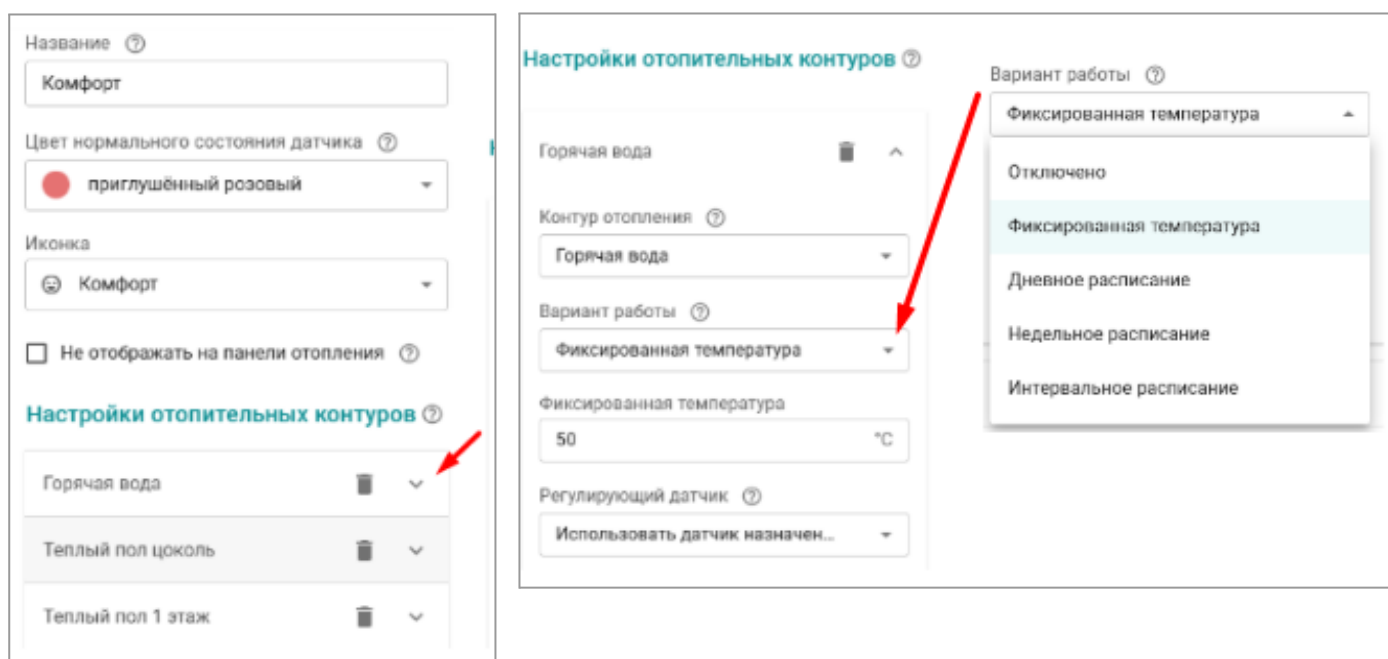 Название
Комфорт
Цвет нормального состояния датчика
приглушённый розовый
Иконка
Комфорт
Не отображать на панели отопления
Настройки отопительных контуров
Горячая вода
Теплый пол цоколь
Теплый пол 1 этаж
Настройки отопительных контуров
Горячая вода
Контур отопления
Горячая вода
Вариант работы
Фиксированная температура
Фиксированная температура
50 °C
Регулирующий датчик
Использовать датчик назначен...
Вариант работы
Фиксированная температура
Отключено
Фиксированная температура
Дневное расписание
Недельное расписание
Интервальное расписание